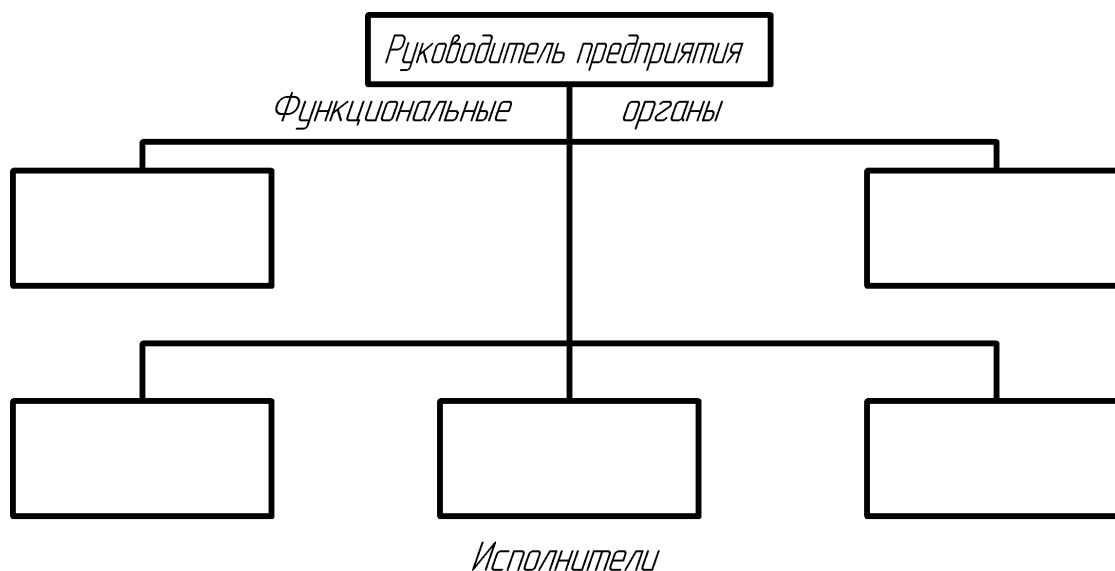 Руководитель предприятия
Функциональные органы
Исполнители